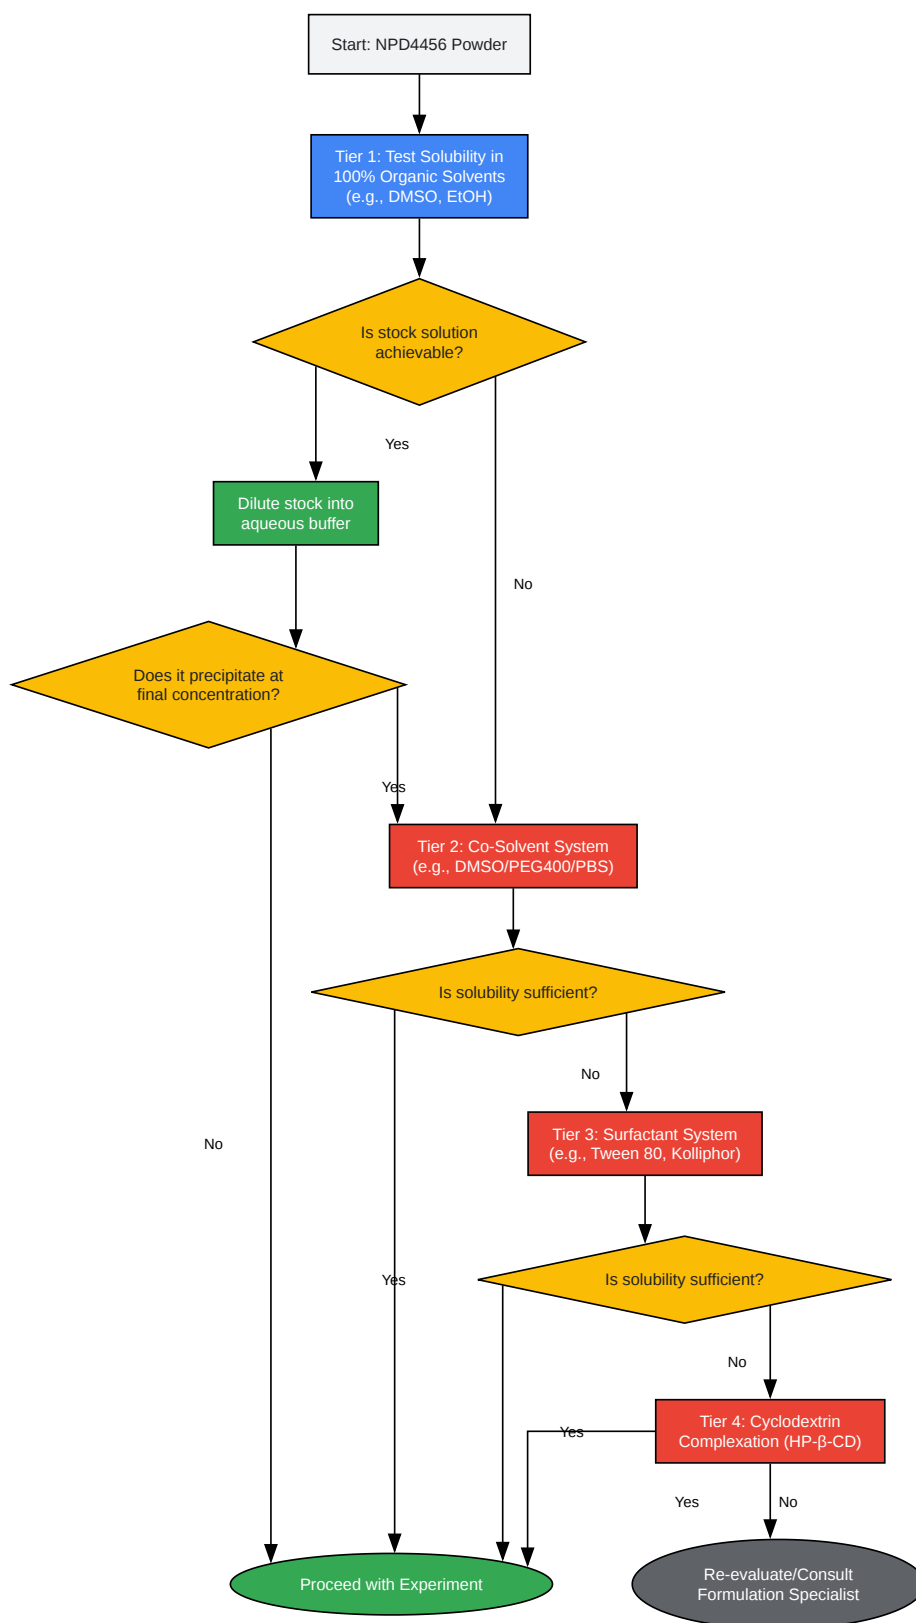 Start: NPD4456 Powder
Tier 1: Test Solubility in
100% Organic Solvents
(e.g., DMSO, EtOH)
Is stock solution
achievable?
Yes
Dilute stock into
aqueous buffer
No
Does it precipitate at
final concentration?
Yes
Tier 2: Co-Solvent System
(e.g., DMSO/PEG400/PBS)
Is solubility sufficient?
No
Tier 3: Surfactant System
(e.g., Tween 80, Kolliphor)
No
Yes
Is solubility sufficient?
No
Tier 4: Cyclodextrin
Complexation (HP-β-CD)
Yes
Yes
No
Proceed with Experiment
Re-evaluate/Consult
Formulation Specialist